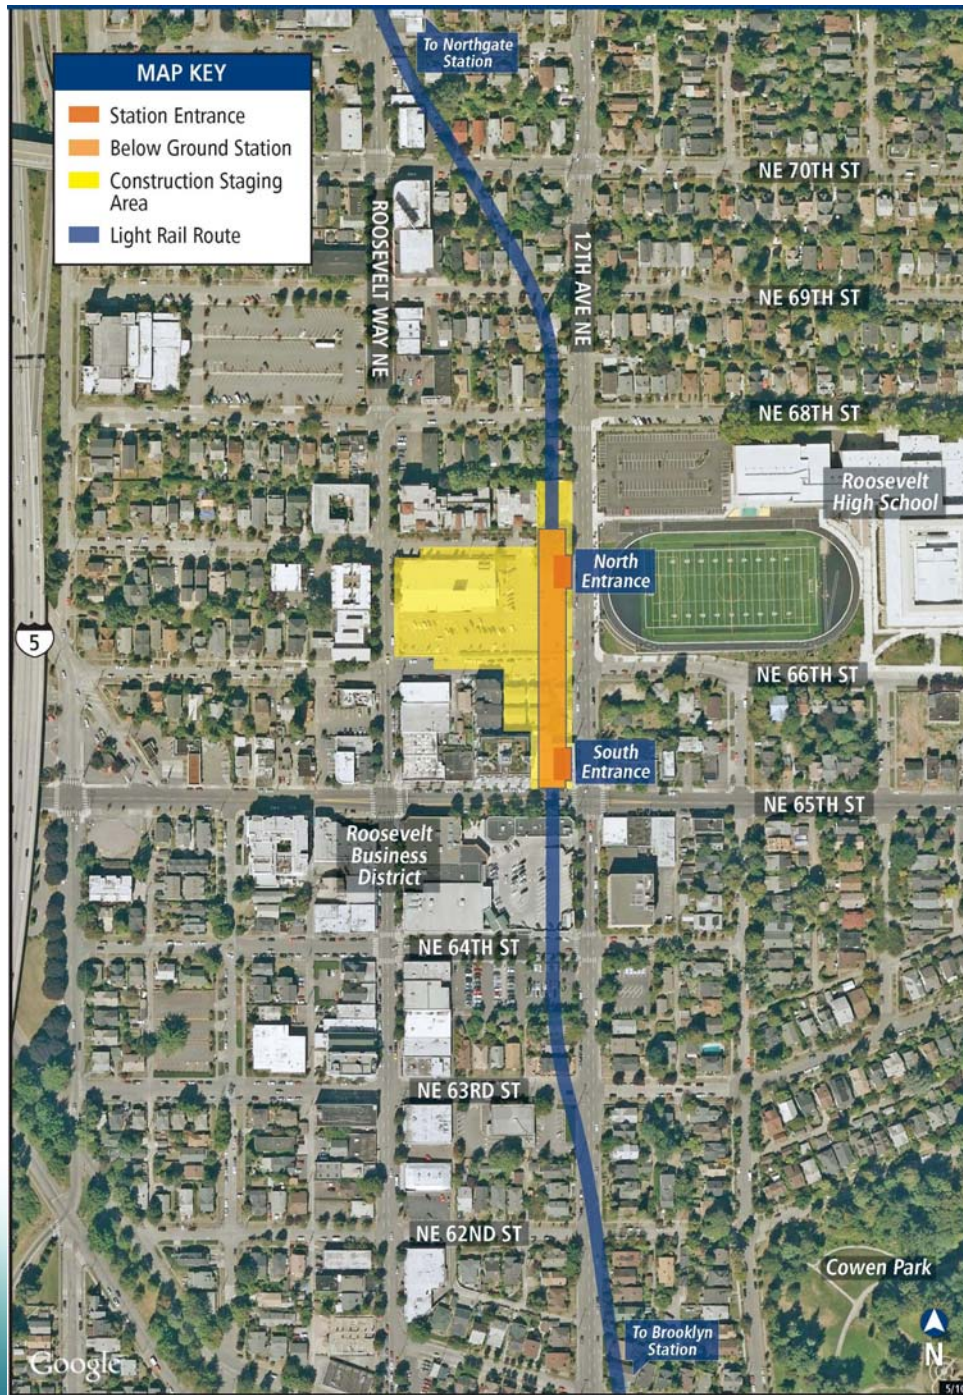 To Northgate
Station
MAP KEY
Station Entrance
Below Ground Station
Construction Staging
Area
Light Rail Route
NE 70TH ST
ROOSEVELT WAY NE
12TH AVE NE
NE 69TH ST
NE 68TH ST
Roosevelt
High School
North
Entrance
5
NE 66TH ST
South
Entrance
NE 65TH ST
Roosevelt
Business
District
NE 64TH ST
NE 63RD ST
NE 62ND ST
Cowen Park
To Brooklyn
Station
N
Google